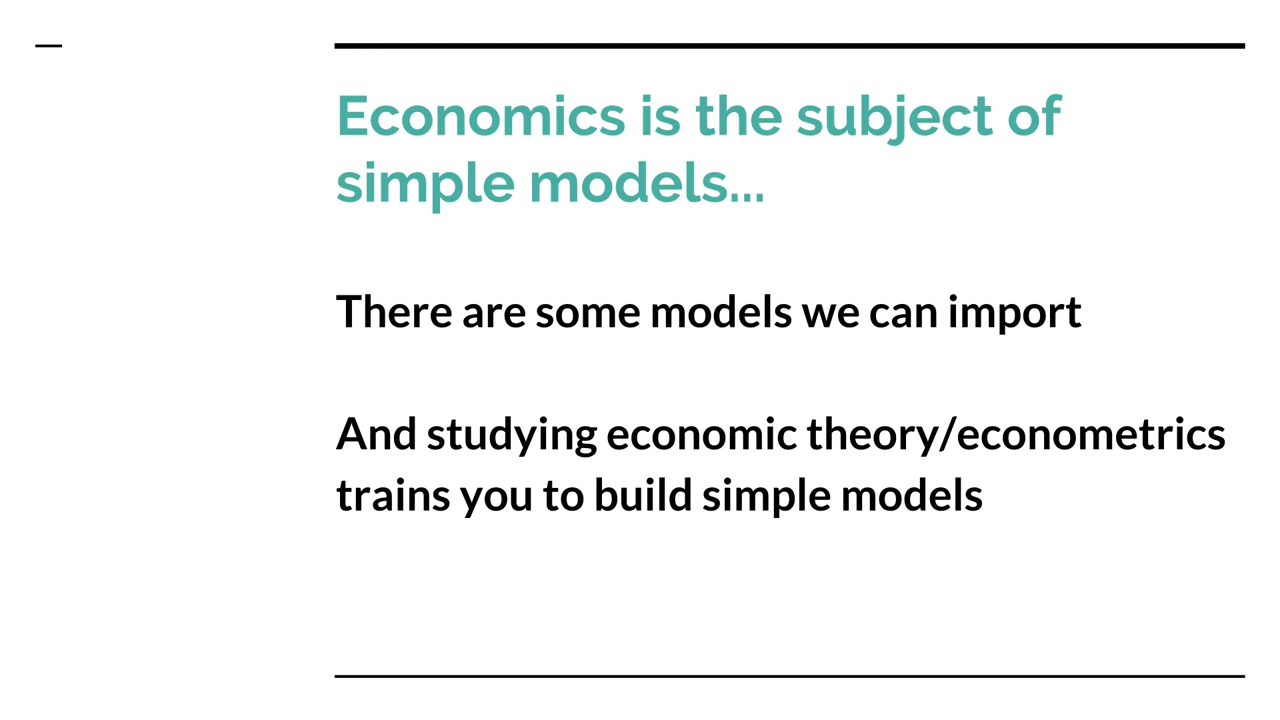 Economics is the subject of
simple models...
There are some models we can import
And studying economic theory/econometrics
trains you to build simple models